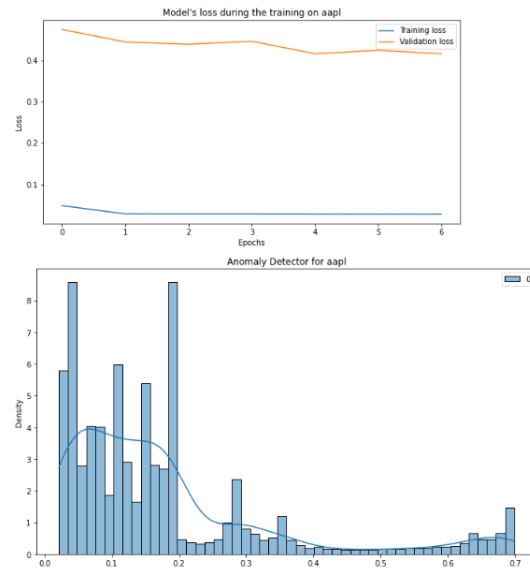 Model's loss during the training on aapl
Training loss
Validation loss
0.4
0.3
0.2
0.1
Loss
0 1 2 3 4 5 6
Epochs
Anomaly Detector for aapl
0
8
7
6
5
4
3
2
1
0
Density
0.0 0.1 0.2 0.3 0.4 0.5 0.6 0.7